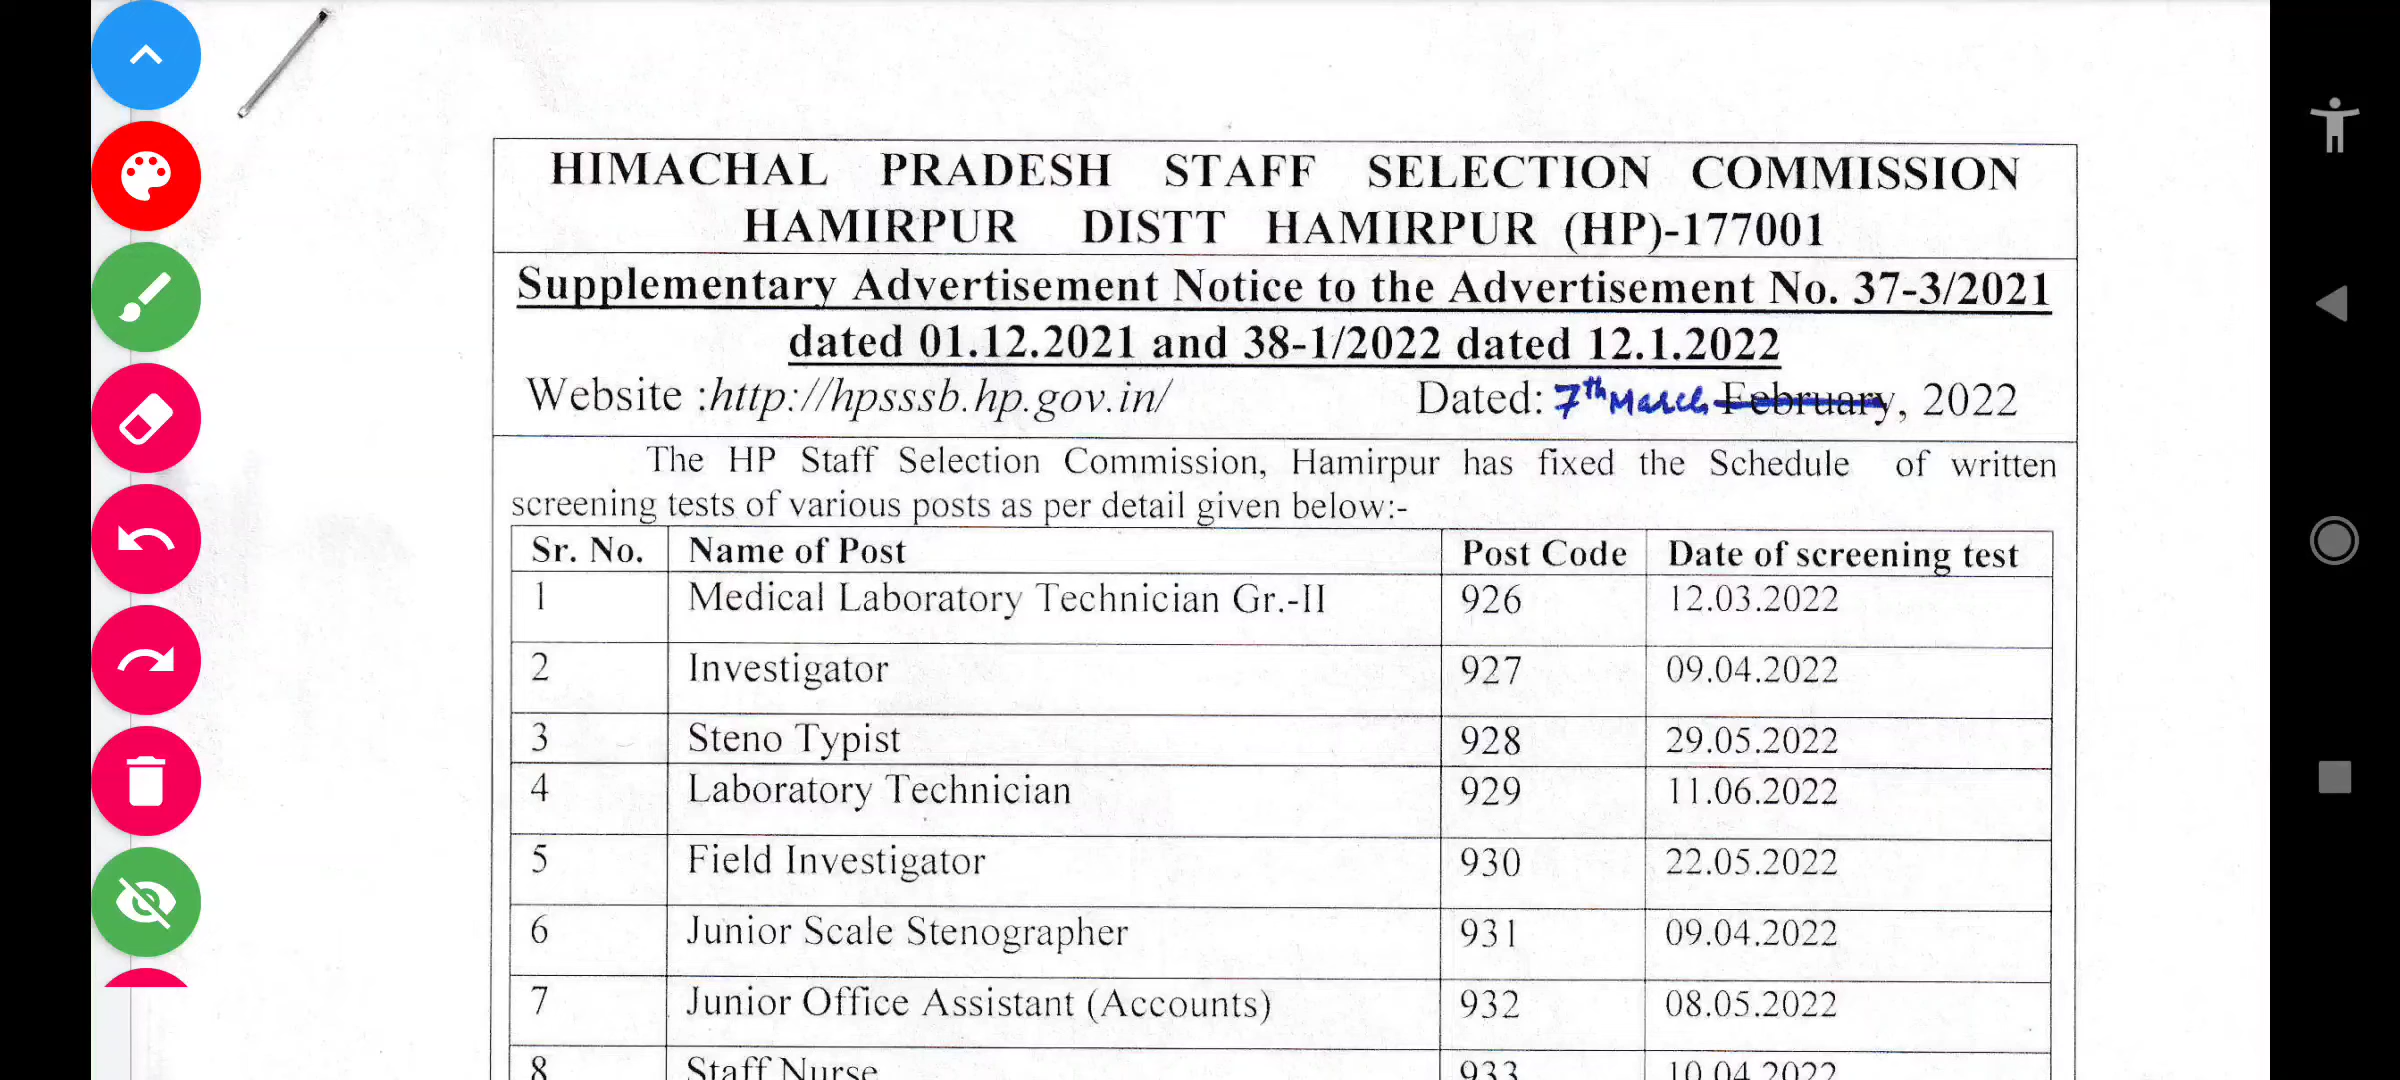 HIMACHAL PRADESH STAFF SELECTION COMMISSION
HAMIRPUR DISTT HAMIRPUR (HP)-177001
Supplementary Advertisement Notice to the Advertisement No. 37-3/2021
dated 01.12.2021 and 38-1/2022 dated 12.1.2022
Website :http://hpsssb.hp.gov.in/ Dated: 7th March February, 2022
The HP Staff Selection Commission, Hamirpur has fixed the Schedule of written
screening tests of various posts as per detail given below:-
Sr. No. Name of Post Post Code Date of screening test
1 Medical Laboratory Technician Gr.-II 926 12.03.2022
2 Investigator 927 09.04.2022
3 Steno Typist 928 29.05.2022
4 Laboratory Technician 929 11.06.2022
5 Field Investigator 930 22.05.2022
6 Junior Scale Stenographer 931 09.04.2022
7 Junior Office Assistant (Accounts) 932 08.05.2022
8 Staff Nurse 933 10.04.2022